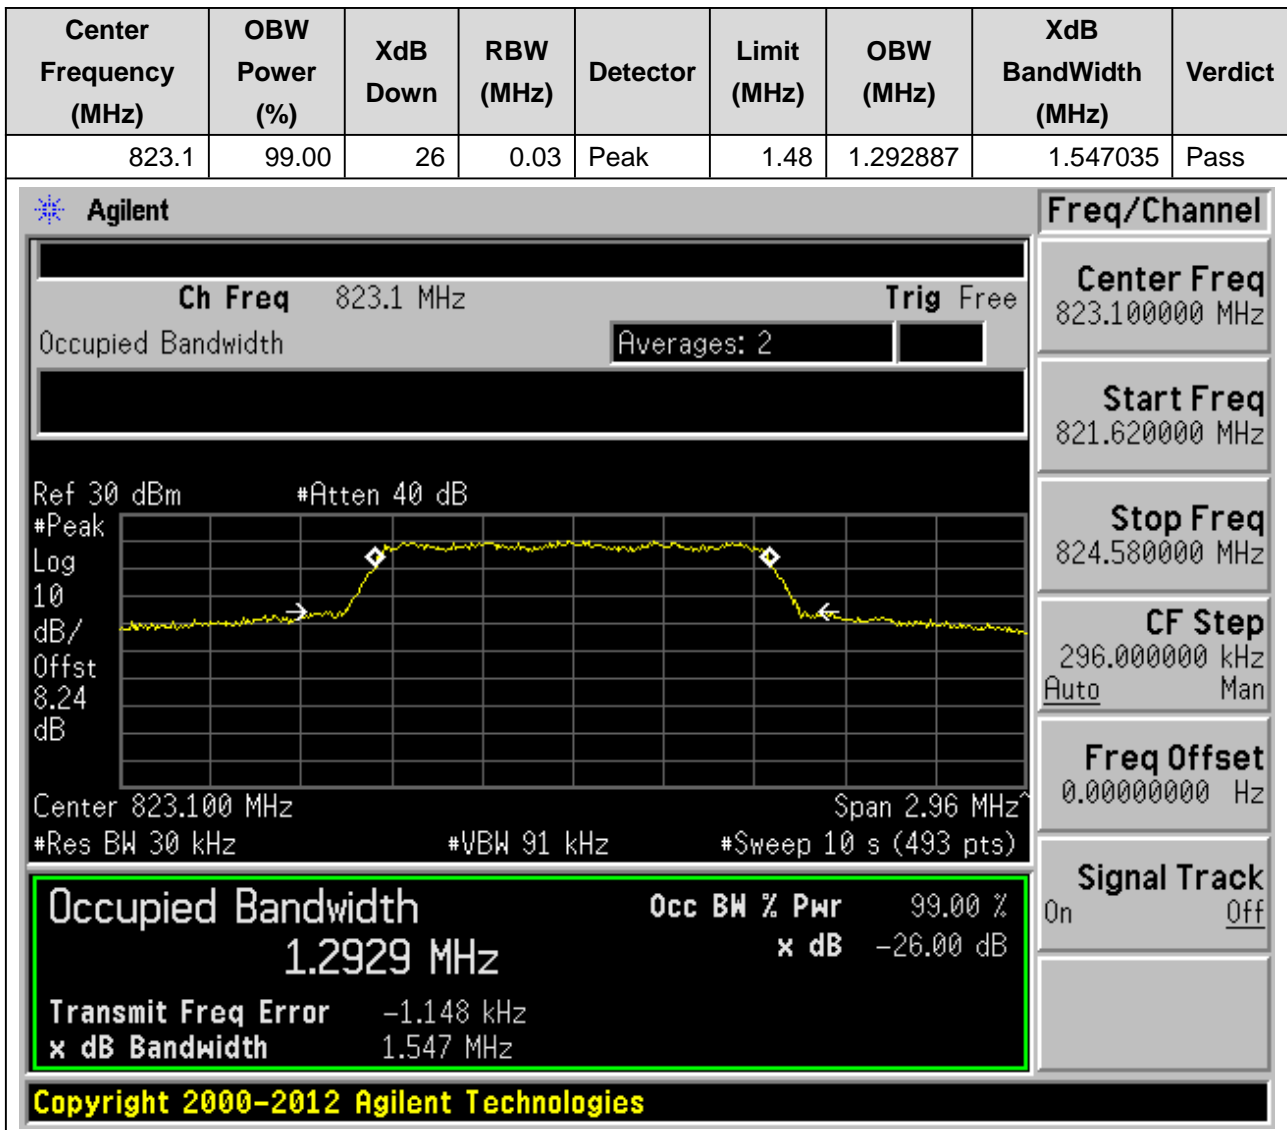 Center Frequency (MHz) OBW Power (%) XdB Down RBW (MHz) Detector Limit (MHz) OBW (MHz) XdB BandWidth (MHz) Verdict
823.1 99.00 26 0.03 Peak 1.48 1.292887 1.547035 Pass
Agilent
Freq/Channel
Ch Freq 823.1 MHz Trig Free
Occupied Bandwidth Averages: 2
Center Freq
823.100000 MHz
Start Freq
821.620000 MHz
Stop Freq
824.580000 MHz
CF Step
296.000000 kHz
Auto Man
Freq Offset
0.00000000 Hz
Signal Track
On Off
Ref 30 dBm #Atten 40 dB
#Peak
Log
10
dB/
Offst
8.24
dB
Center 823.100 MHz Span 2.96 MHz^
#Res BW 30 kHz #VBW 91 kHz #Sweep 10 s (493 pts)
Occupied Bandwidth Occ BW % Pwr 99.00 %
1.2929 MHz x dB -26.00 dB
Transmit Freq Error -1.148 kHz
x dB Bandwidth 1.547 MHz
Copyright 2000-2012 Agilent Technologies